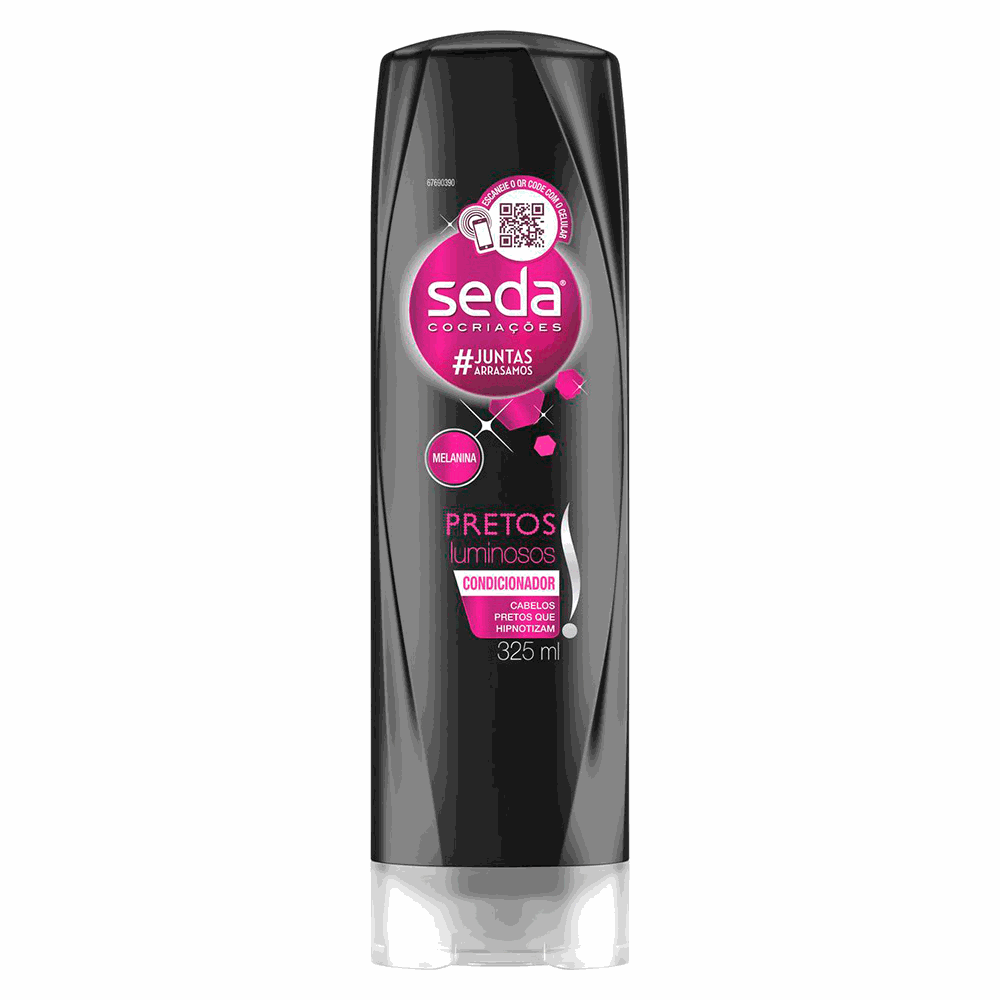 67690390
ESCANEIE O QR CODE COM O CELULAR
seda®
COCRIAÇÕES
#JUNTAS
ARRASAMOS
MELANINA
PRETOS
luminosos
CONDICIONADOR
CABELOS
PRETOS QUE
HIPNOTIZAM
325 ml